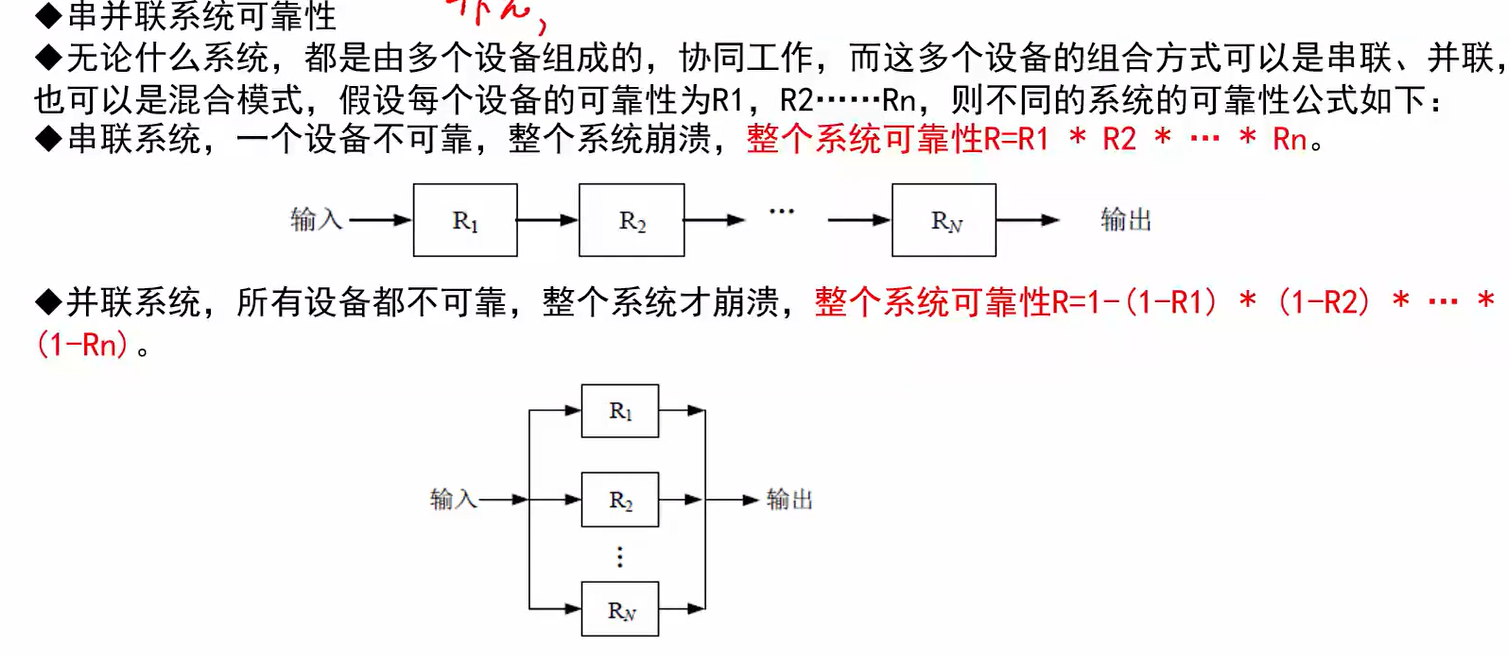 ◆串并联系统可靠性
◆无论什么系统，都是由多个设备组成的，协同工作，而这多个设备的组合方式可以是串联、并联，
也可以是混合模式，假设每个设备的可靠性为R1，R2……Rn，则不同的系统的可靠性公式如下：
◆串联系统，一个设备不可靠，整个系统崩溃，整个系统可靠性R=R1 * R2 * … * Rn。
输入 R1 R2 … RN 输出
◆并联系统，所有设备都不可靠，整个系统才崩溃，整个系统可靠性R=1-(1-R1) * (1-R2) * … *
(1-Rn)。
R1
输入 R2 输出
⋮
RN